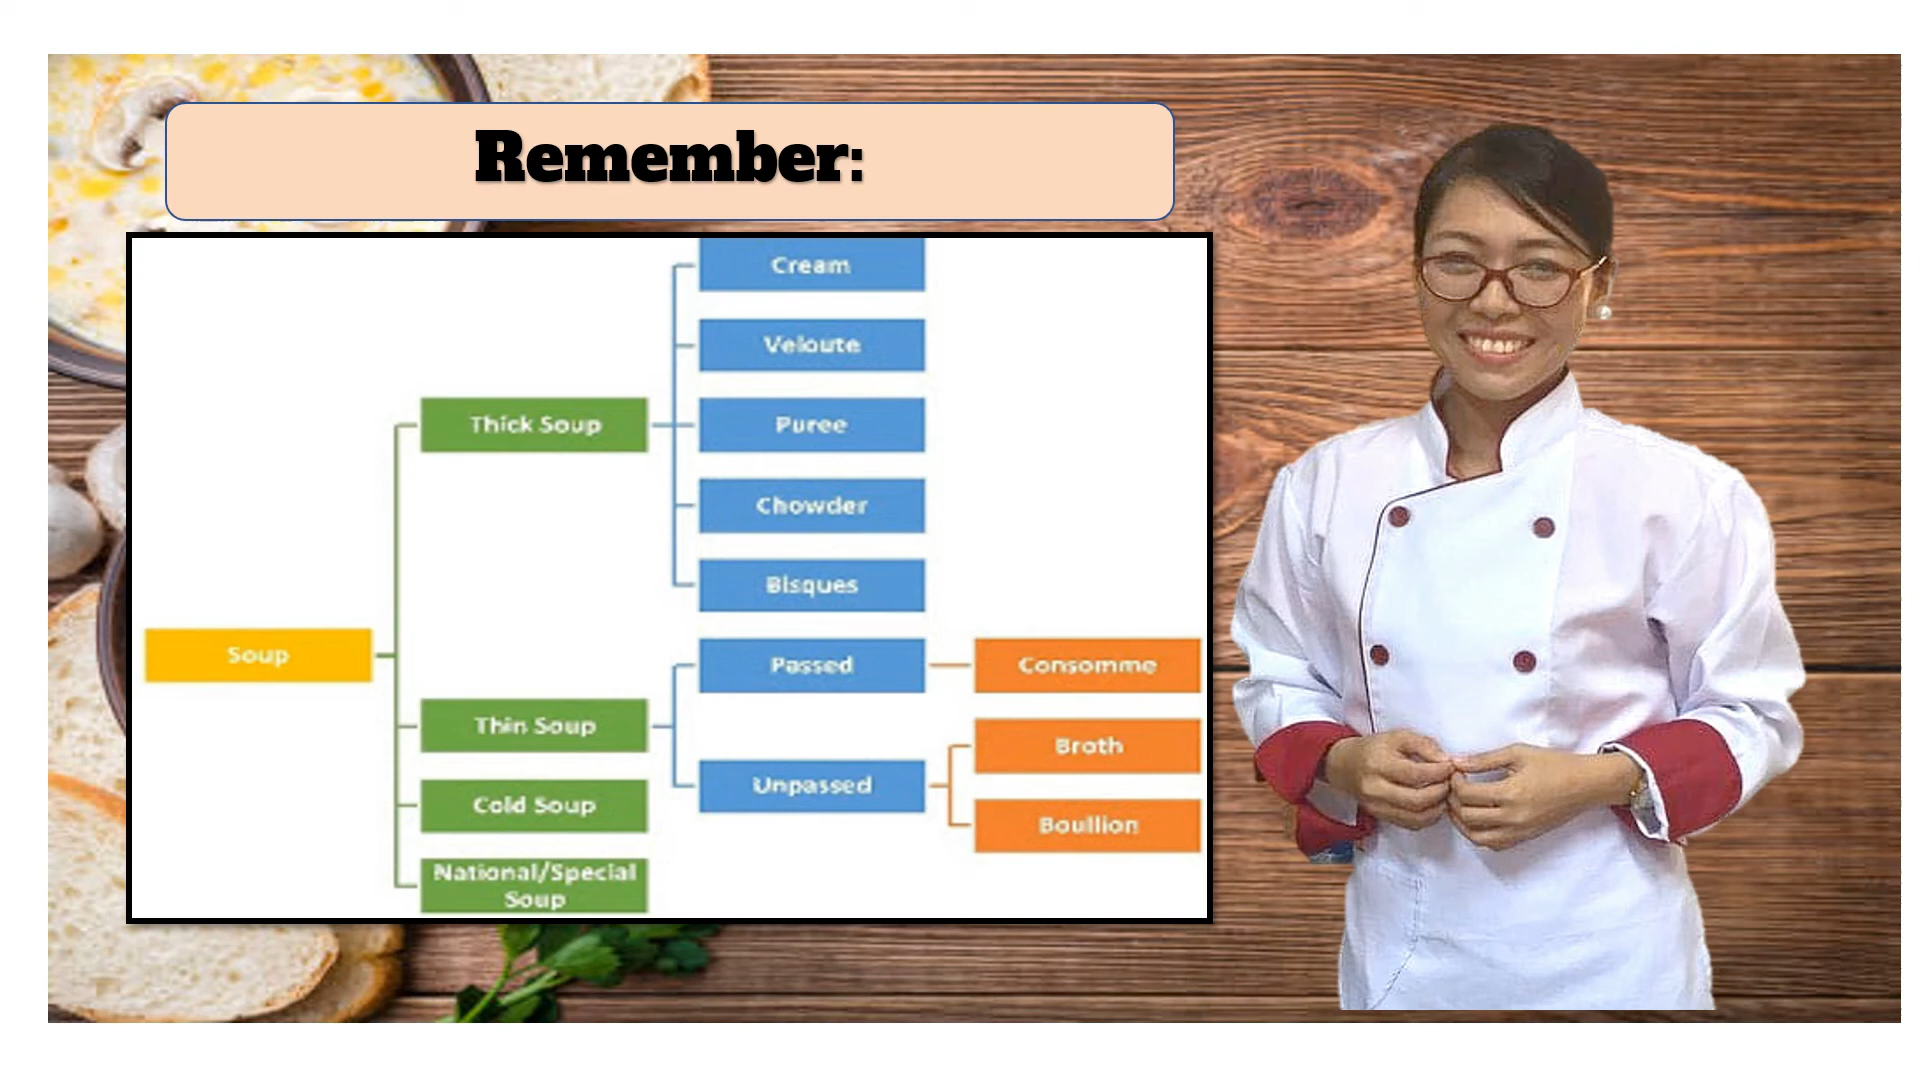 Remember:
Cream
Veloute
Thick Soup
Puree
Chowder
Bisques
Soup
Passed
Consomme
Thin Soup
Broth
Unpassed
Cold Soup
Boullion
National/Special
Soup